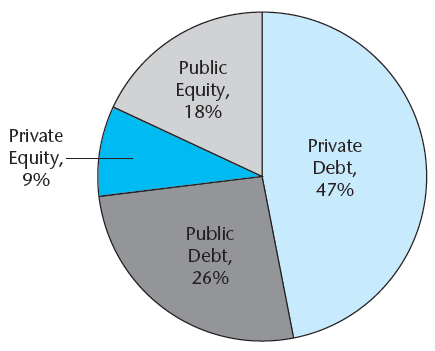 Public
Equity,
18%
Private
Equity,
9%
Private
Debt,
47%
Public
Debt,
26%